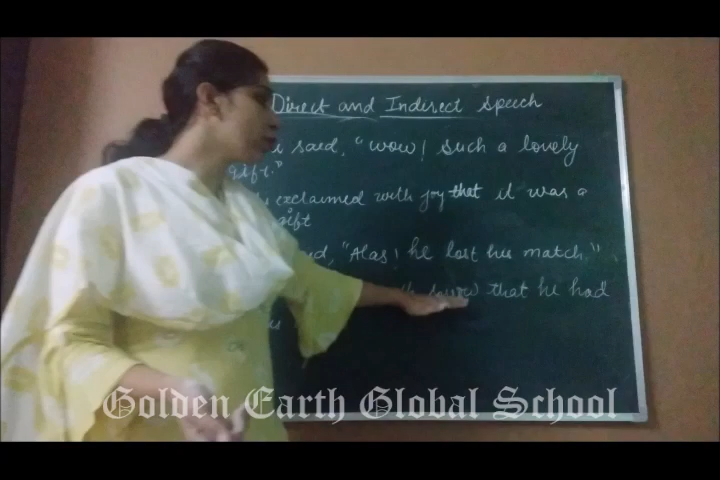 Direct and Indirect Speech
said, "Wow! Such a lovely
gift."
exclaimed with joy that it was a
gift
"Alas! he lost his match."
sorrow that he had
Golden Earth Global School